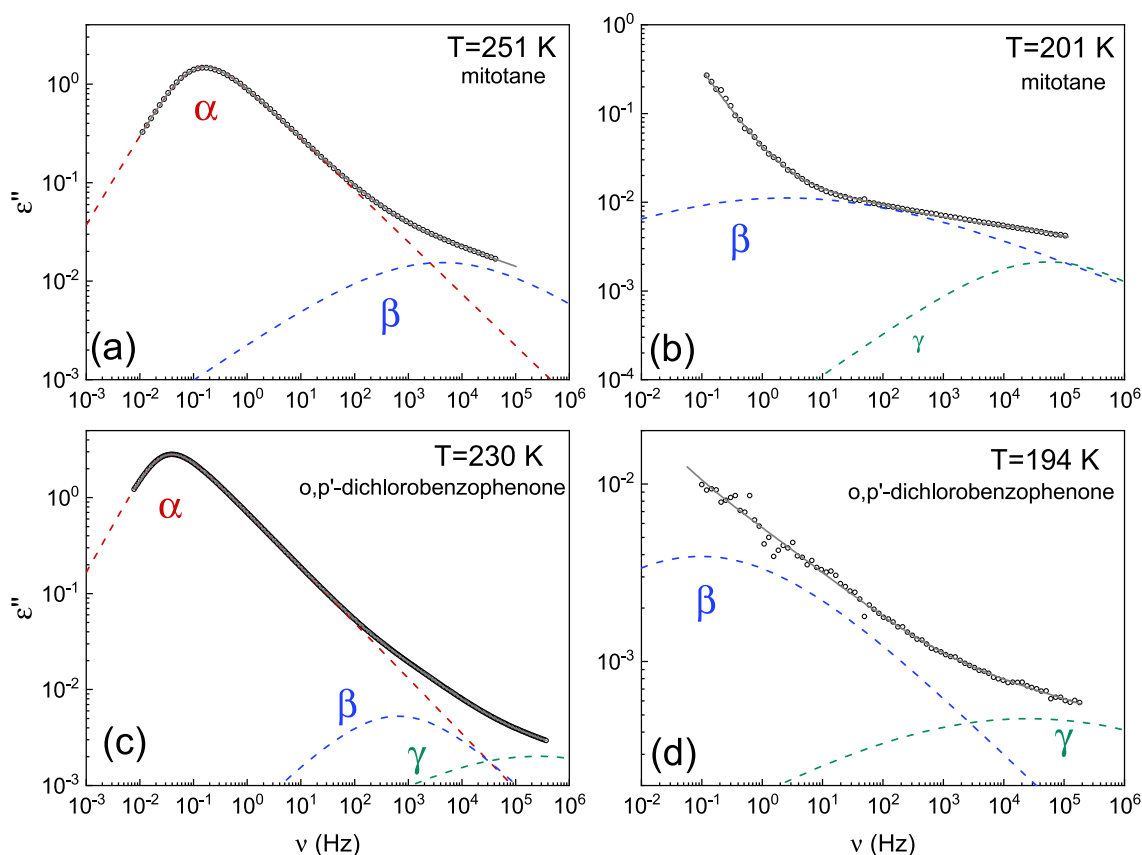 T=251 K
mitotane
α
β
(a)
ε''
10⁰
10⁻¹
10⁻²
10⁻³
10⁻³ 10⁻² 10⁻¹ 10⁰ 10¹ 10² 10³ 10⁴ 10⁵ 10⁶
T=201 K
mitotane
β
γ
(b)
10⁰
10⁻¹
10⁻²
10⁻³
10⁻⁴
10⁻³ 10⁻² 10⁻¹ 10⁰ 10¹ 10² 10³ 10⁴ 10⁵ 10⁶
T=230 K
o,p'-dichlorobenzophenone
α
β
γ
(c)
ε''
10⁰
10⁻¹
10⁻²
10⁻³
10⁻³ 10⁻² 10⁻¹ 10⁰ 10¹ 10² 10³ 10⁴ 10⁵ 10⁶
ν (Hz)
T=194 K
o,p'-dichlorobenzophenone
β
γ
(d)
10⁻²
10⁻³
10⁻² 10⁻¹ 10⁰ 10¹ 10² 10³ 10⁴ 10⁵ 10⁶
ν (Hz)